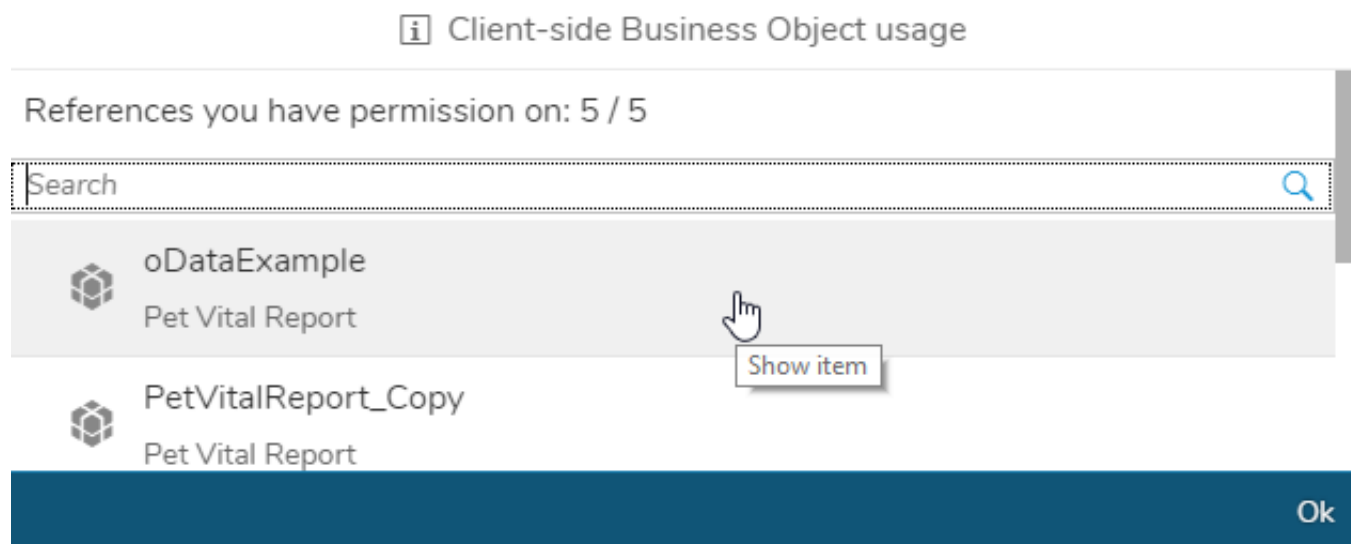 Client-side Business Object usage
References you have permission on: 5 / 5
Search
oDataExample
Pet Vital Report
Show item
PetVitalReport_Copy
Pet Vital Report
Ok